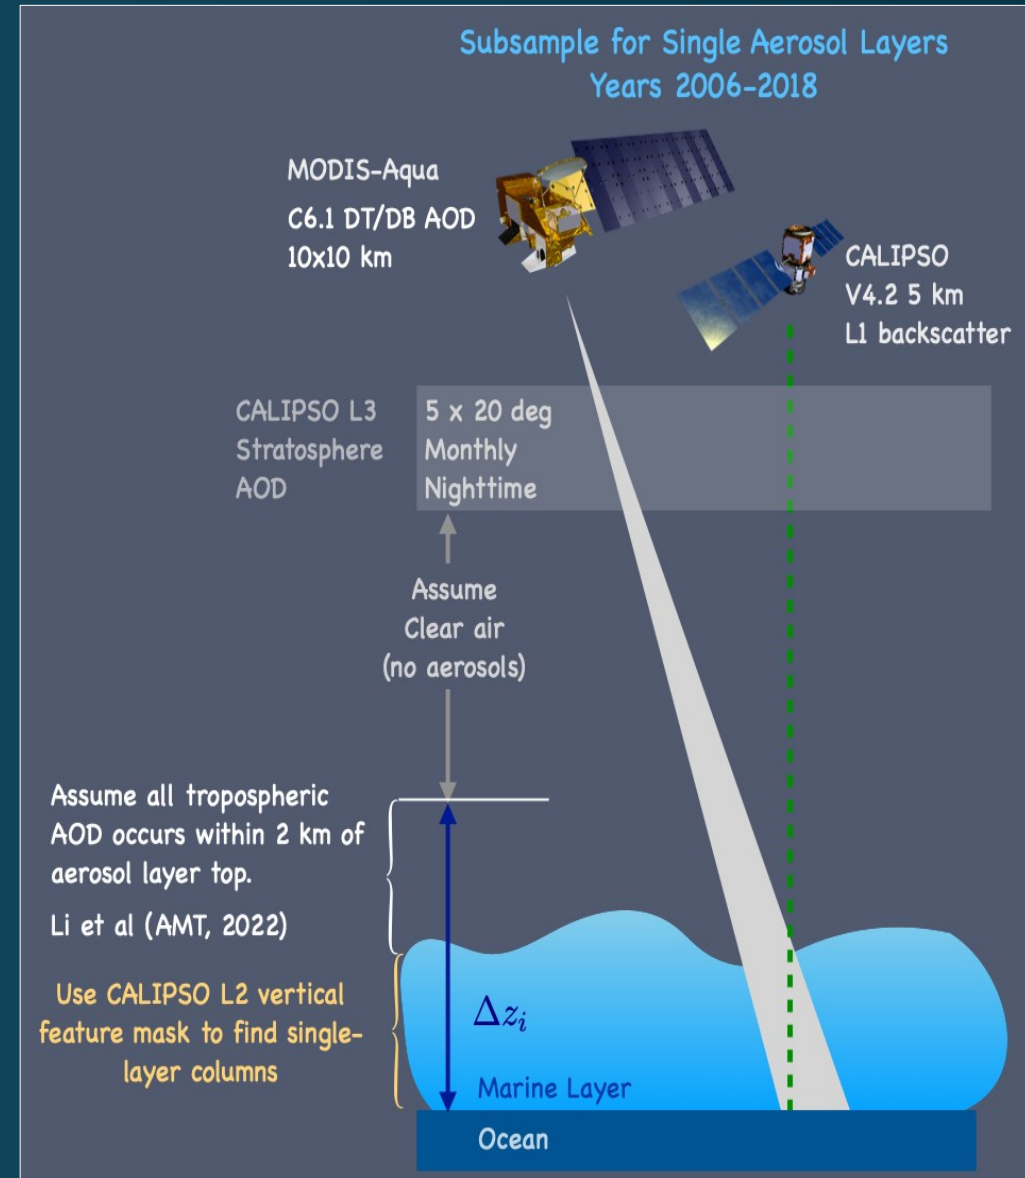 Subsample for Single Aerosol Layers
Years 2006-2018
MODIS-Aqua
C6.1 DT/DB AOD
10x10 km
CALIPSO
V4.2 5 km
L1 backscatter
CALIPSO L3
Stratosphere
AOD
5 x 20 deg
Monthly
Nighttime
Assume
Clear air
(no aerosols)
Assume all tropospheric
AOD occurs within 2 km of
aerosol layer top.
Li et al (AMT, 2022)
Use CALIPSO L2 vertical
feature mask to find single-
layer columns
Δz_i
Marine Layer
Ocean